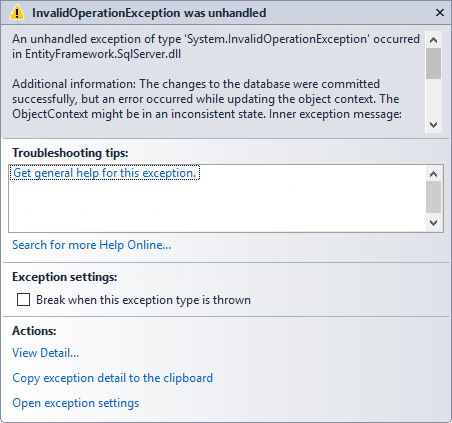 InvalidOperationException was unhandled
An unhandled exception of type 'System.InvalidOperationException' occurred
in EntityFramework.SqlServer.dll
Additional information: The changes to the database were committed
successfully, but an error occurred while updating the object context. The
ObjectContext might be in an inconsistent state. Inner exception message:
Troubleshooting tips:
Get general help for this exception.
Search for more Help Online...
Exception settings:
Break when this exception type is thrown
Actions:
View Detail...
Copy exception detail to the clipboard
Open exception settings